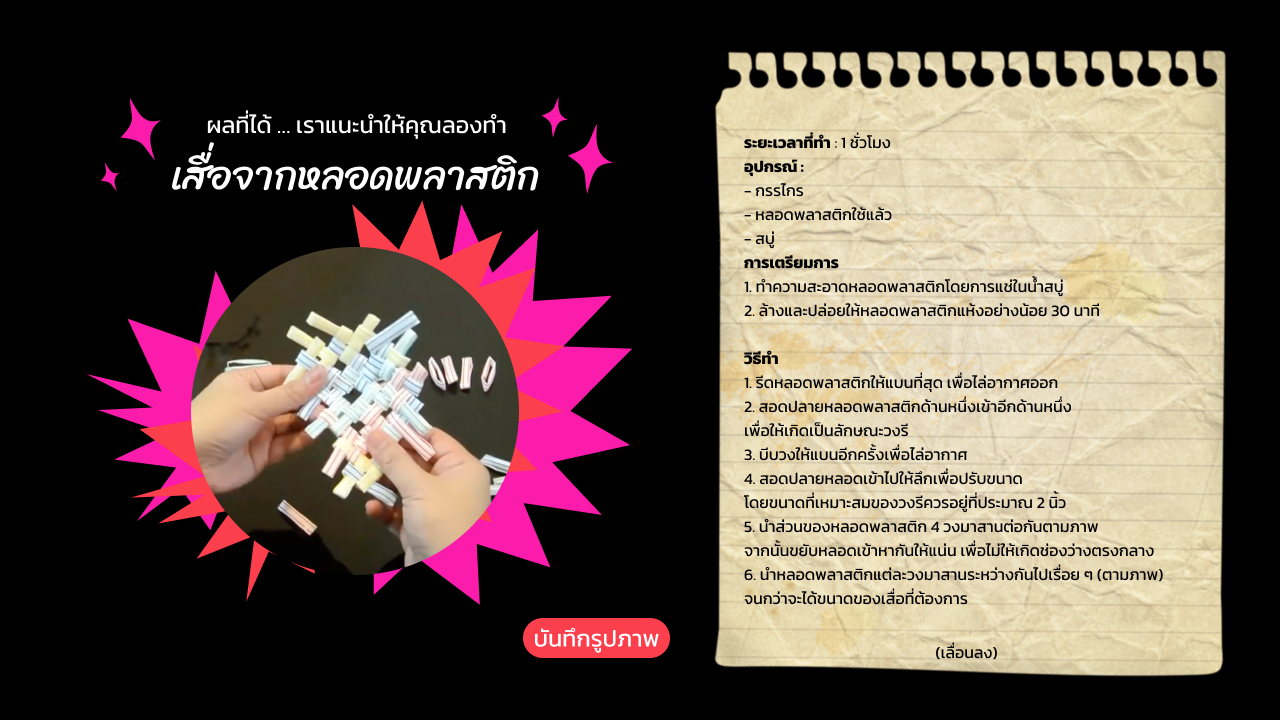 ผลที่ได้ ... เราแนะนำให้คุณลองทำ
เสื่อจากหลอดพลาสติก
บันทึกรูปภาพ
ระยะเวลาที่ทำ : 1 ชั่วโมง
อุปกรณ์ :
- กรรไกร
- หลอดพลาสติกใช้แล้ว
- สบู่
การเตรียมการ
1. ทำความสะอาดหลอดพลาสติกโดยการแช่ในน้ำสบู่
2. ล้างและปล่อยให้หลอดพลาสติกแห้งอย่างน้อย 30 นาที
วิธีทำ
1. รีดหลอดพลาสติกให้แบนที่สุด เพื่อไล่อากาศออก
2. สอดปลายหลอดพลาสติกด้านหนึ่งเข้าอีกด้านหนึ่ง
เพื่อให้เกิดเป็นลักษณะวงรี
3. บีบวงให้แบนอีกครั้งเพื่อไล่อากาศ
4. สอดปลายหลอดเข้าไปให้ลึกเพื่อปรับขนาด
โดยขนาดที่เหมาะสมของวงรีควรอยู่ที่ประมาณ 2 นิ้ว
5. นำส่วนของหลอดพลาสติก 4 วงมาสานต่อกันตามภาพ
จากนั้นขยับหลอดเข้าหากันให้แน่น เพื่อไม่ให้เกิดช่องว่างตรงกลาง
6. นำหลอดพลาสติกแต่ละวงมาสานระหว่างกันไปเรื่อย ๆ (ตามภาพ)
จนกว่าจะได้ขนาดของเสื่อที่ต้องการ
(เลื่อนลง)